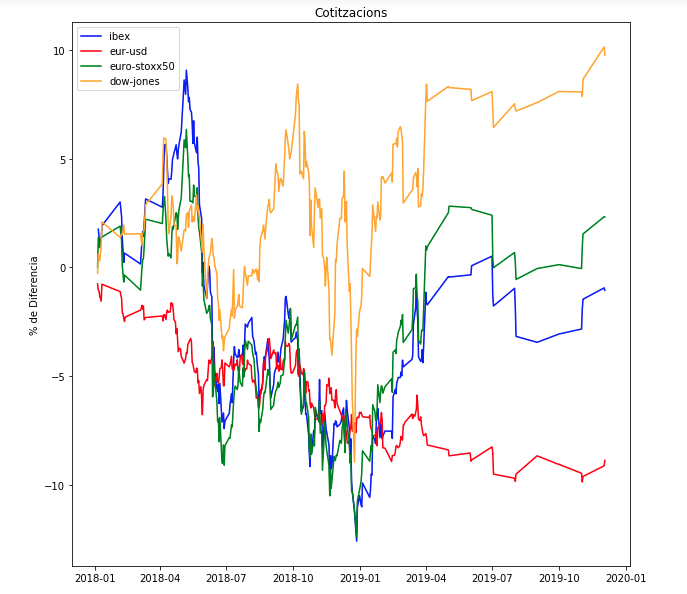 Cotitzacions
ibex
eur-usd
euro-stoxx50
dow-jones
% de Diferencia
10
5
0
−5
−10
2018-01 2018-04 2018-07 2018-10 2019-01 2019-04 2019-07 2019-10 2020-01